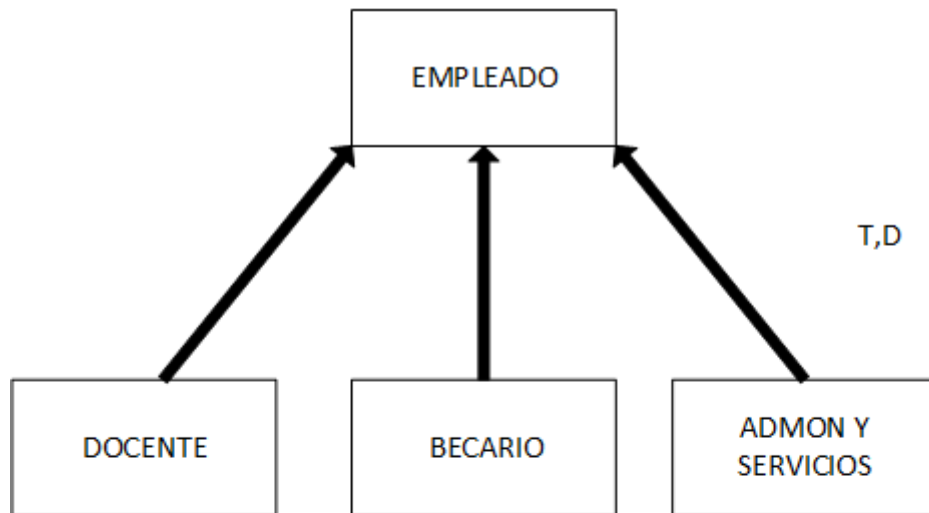 EMPLEADO
T,D
DOCENTE
BECARIO
ADMON Y
SERVICIOS